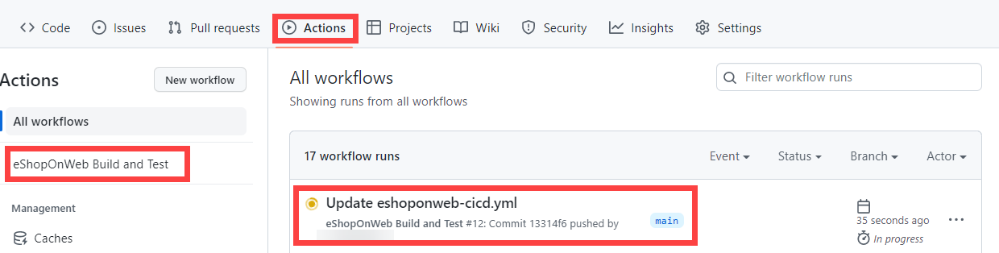 Code Issues Pull requests Actions Projects Wiki Security Insights Settings
Actions New workflow
All workflows
eShopOnWeb Build and Test
Management
Caches
All workflows
Filter workflow runs
Showing runs from all workflows
17 workflow runs Event Status Branch Actor
Update eshoponweb-cicd.yml
eShopOnWeb Build and Test #12: Commit 13314f6 pushed by
main
35 seconds ago
In progress